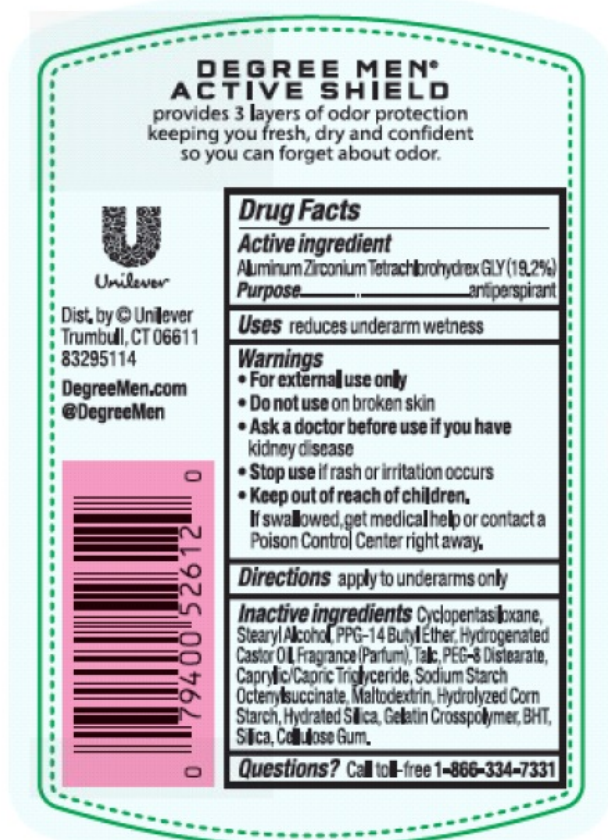 DEGREE MEN®
ACTIVE SHIELD
provides 3 layers of odor protection
keeping you fresh, dry and confident
so you can forget about odor.
Unilever
Dist. by © Unilever
Trumbull, CT 06611
83295114
DegreeMen.com
@DegreeMen
0 79400 52612 0
Drug Facts
Active ingredient
Aluminum Zirconium Tetrachlorohydrex GLY (19.2%)
Purpose antiperspirant
Uses reduces underarm wetness
Warnings
• For external use only
• Do not use on broken skin
• Ask a doctor before use if you have
kidney disease
• Stop use if rash or irritation occurs
• Keep out of reach of children.
If swallowed, get medical help or contact a
Poison Control Center right away.
Directions apply to underarms only
Inactive ingredients Cyclopentasiloxane,
Stearyl Alcohol, PPG-14 Butyl Ether, Hydrogenated
Castor Oil, Fragrance (Parfum), Talc, PEG-8 Distearate,
Caprylic/Capric Triglyceride, Sodium Starch
Octenylsuccinate, Maltodextrin, Hydrolyzed Corn
Starch, Hydrated Silica, Gelatin Crosspolymer, BHT,
Silica, Cellulose Gum.
Questions? Call toll-free 1-866-334-7331